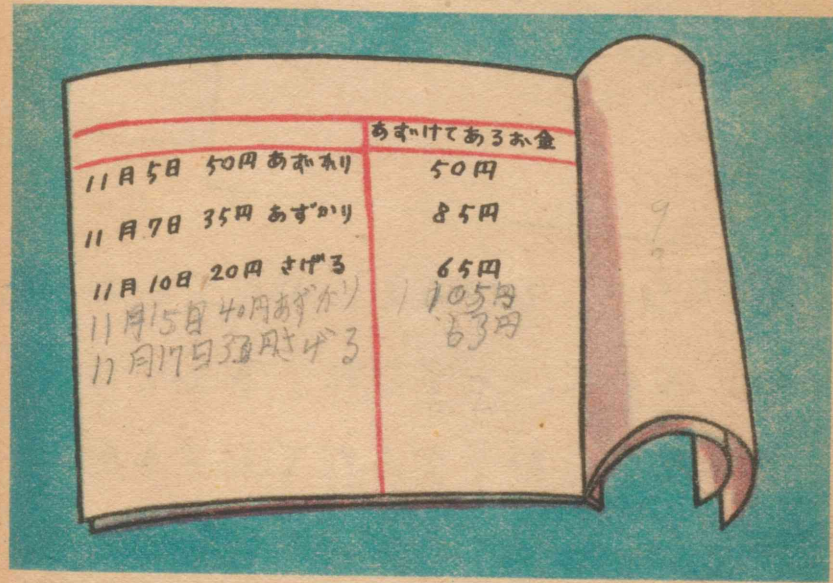 あずけてあるお金
11月5日 50円 あずかり 50円
11月7日 35円 あずかり 85円
11月10日 20円 さげる 65円
11月15日 40円あずかり 105円
11月17日 円さげる 63円